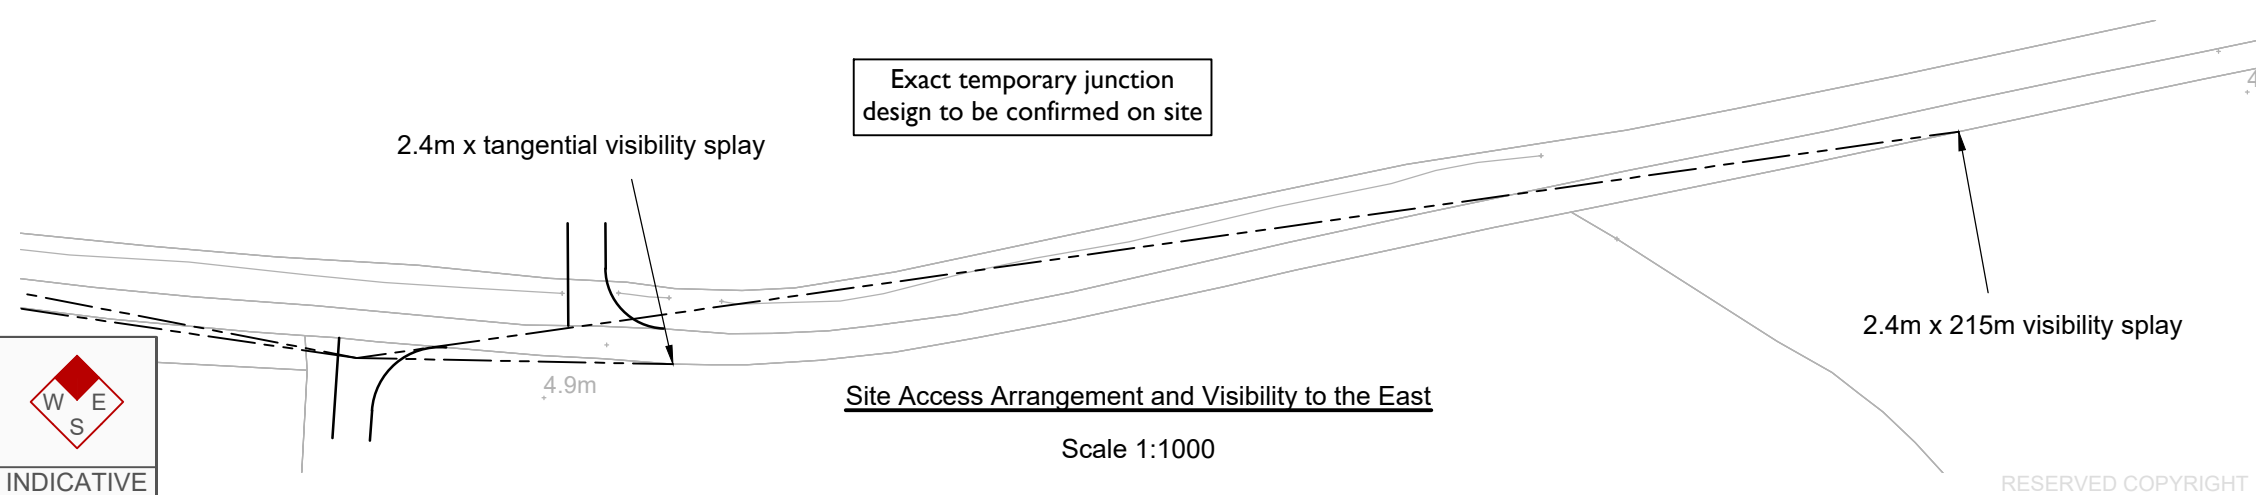 Exact temporary junction
design to be confirmed on site
2.4m x tangential visibility splay
4
2.4m x 215m visibility splay
4.9m
Site Access Arrangement and Visibility to the East
Scale 1:1000
W E
S
INDICATIVE
RESERVED COPYRIGHT